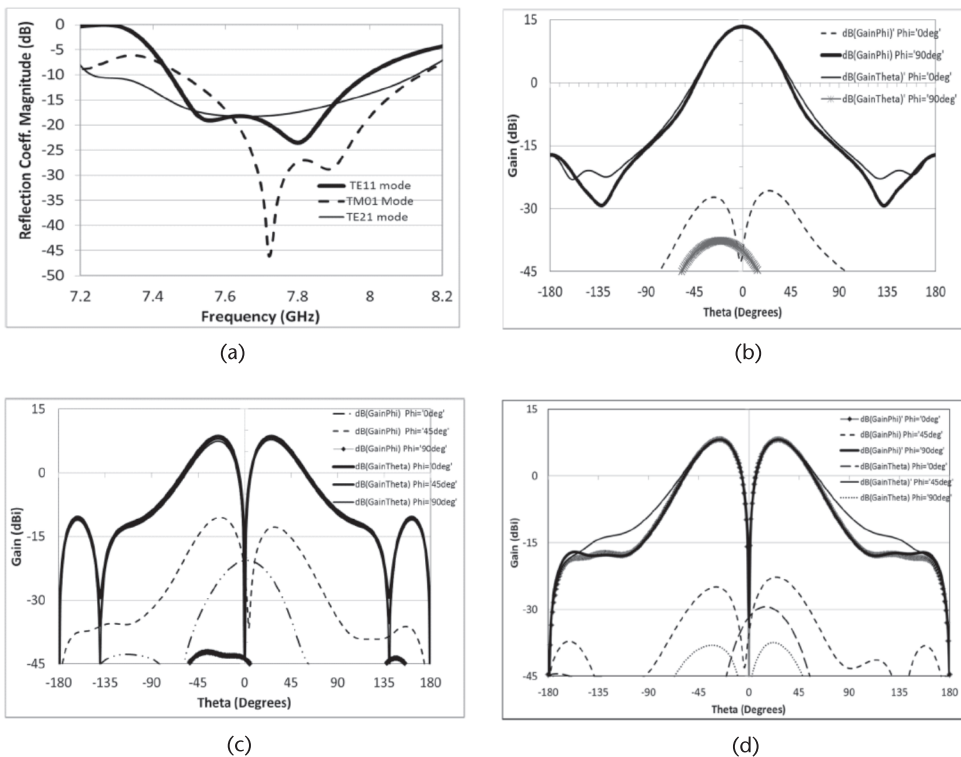 0
-5
-10
-15
-20
-25
-30
-35
-40
-45
-50
Reflection Coeff. Magnitude (dB)
TE11 mode
TM01 Mode
TE21 mode
7.2 7.4 7.6 7.8 8 8.2
Frequency (GHz)
(a)
15
0
-15
-30
-45
Gain (dBi)
dB(GainPhi)' Phi='0deg'
dB(GainPhi) Phi='90deg'
dB(GainTheta)' Phi='0deg'
dB(GainTheta)' Phi='90deg'
-180 -135 -90 -45 0 45 90 135 180
Theta (Degrees)
(b)
15
0
-15
-30
-45
Gain (dBi)
dB(GainPhi) Phi='0deg'
dB(GainPhi) Phi='45deg'
dB(GainPhi) Phi='90deg'
dB(GainTheta) Phi='0deg'
dB(GainTheta) Phi='45deg'
dB(GainTheta) Phi='90deg'
-180 -135 -90 -45 0 45 90 135 180
Theta (Degrees)
(c)
15
0
-15
-30
-45
Gain (dBi)
dB(GainPhi)' Phi='0deg'
dB(GainPhi) Phi='45deg'
dB(GainPhi)' Phi='90deg'
dB(GainTheta) Phi='0deg'
dB(GainTheta)' Phi='45deg'
dB(GainTheta) Phi='90deg'
-180 -135 -90 -45 0 45 90 135 180
Theta (Degrees)
(d)